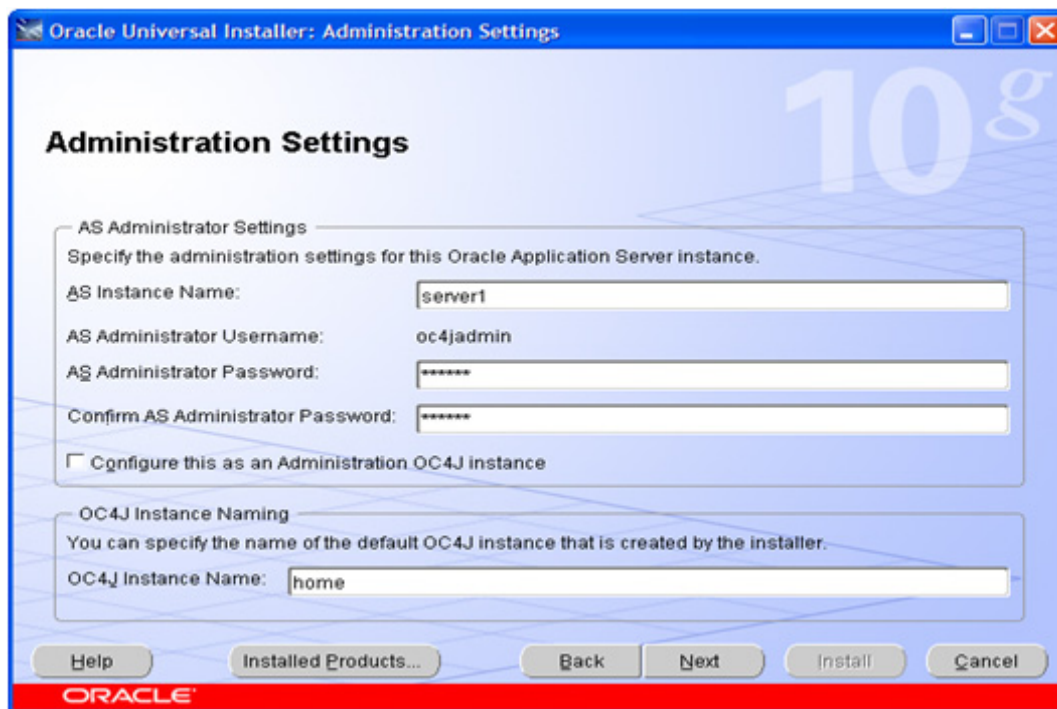 Oracle Universal Installer: Administration Settings
10g
Administration Settings
AS Administrator Settings
Specify the administration settings for this Oracle Application Server instance.
AS Instance Name: server1
AS Administrator Username: oc4jadmin
AS Administrator Password: ******
Confirm AS Administrator Password: ******
Configure this as an Administration OC4J instance
OC4J Instance Naming
You can specify the name of the default OC4J instance that is created by the installer.
OC4J Instance Name: home
Help Installed Products... Back Next Install Cancel
ORACLE